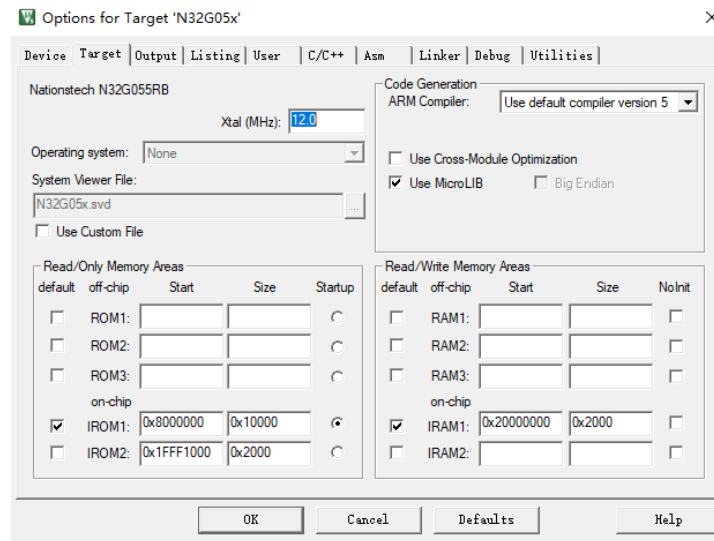 Options for Target 'N32G05x'
Device Target Output Listing User C/C++ Asm Linker Debug Utilities
Nationstech N32G055RB
Xtal (MHz): 12.0
Operating system: None
System Viewer File:
N32G05x.svd ...
Use Custom File
Code Generation
ARM Compiler: Use default compiler version 5
Use Cross-Module Optimization
Use MicroLIB Big Endian
Read/Only Memory Areas
default off-chip Start Size Startup
ROM1:
ROM2:
ROM3:
on-chip
IROM1: 0x8000000 0x10000
IROM2: 0x1FFF1000 0x2000
Read/Write Memory Areas
default off-chip Start Size NoInit
RAM1:
RAM2:
RAM3:
on-chip
IRAM1: 0x20000000 0x2000
IRAM2:
OK Cancel Defaults Help